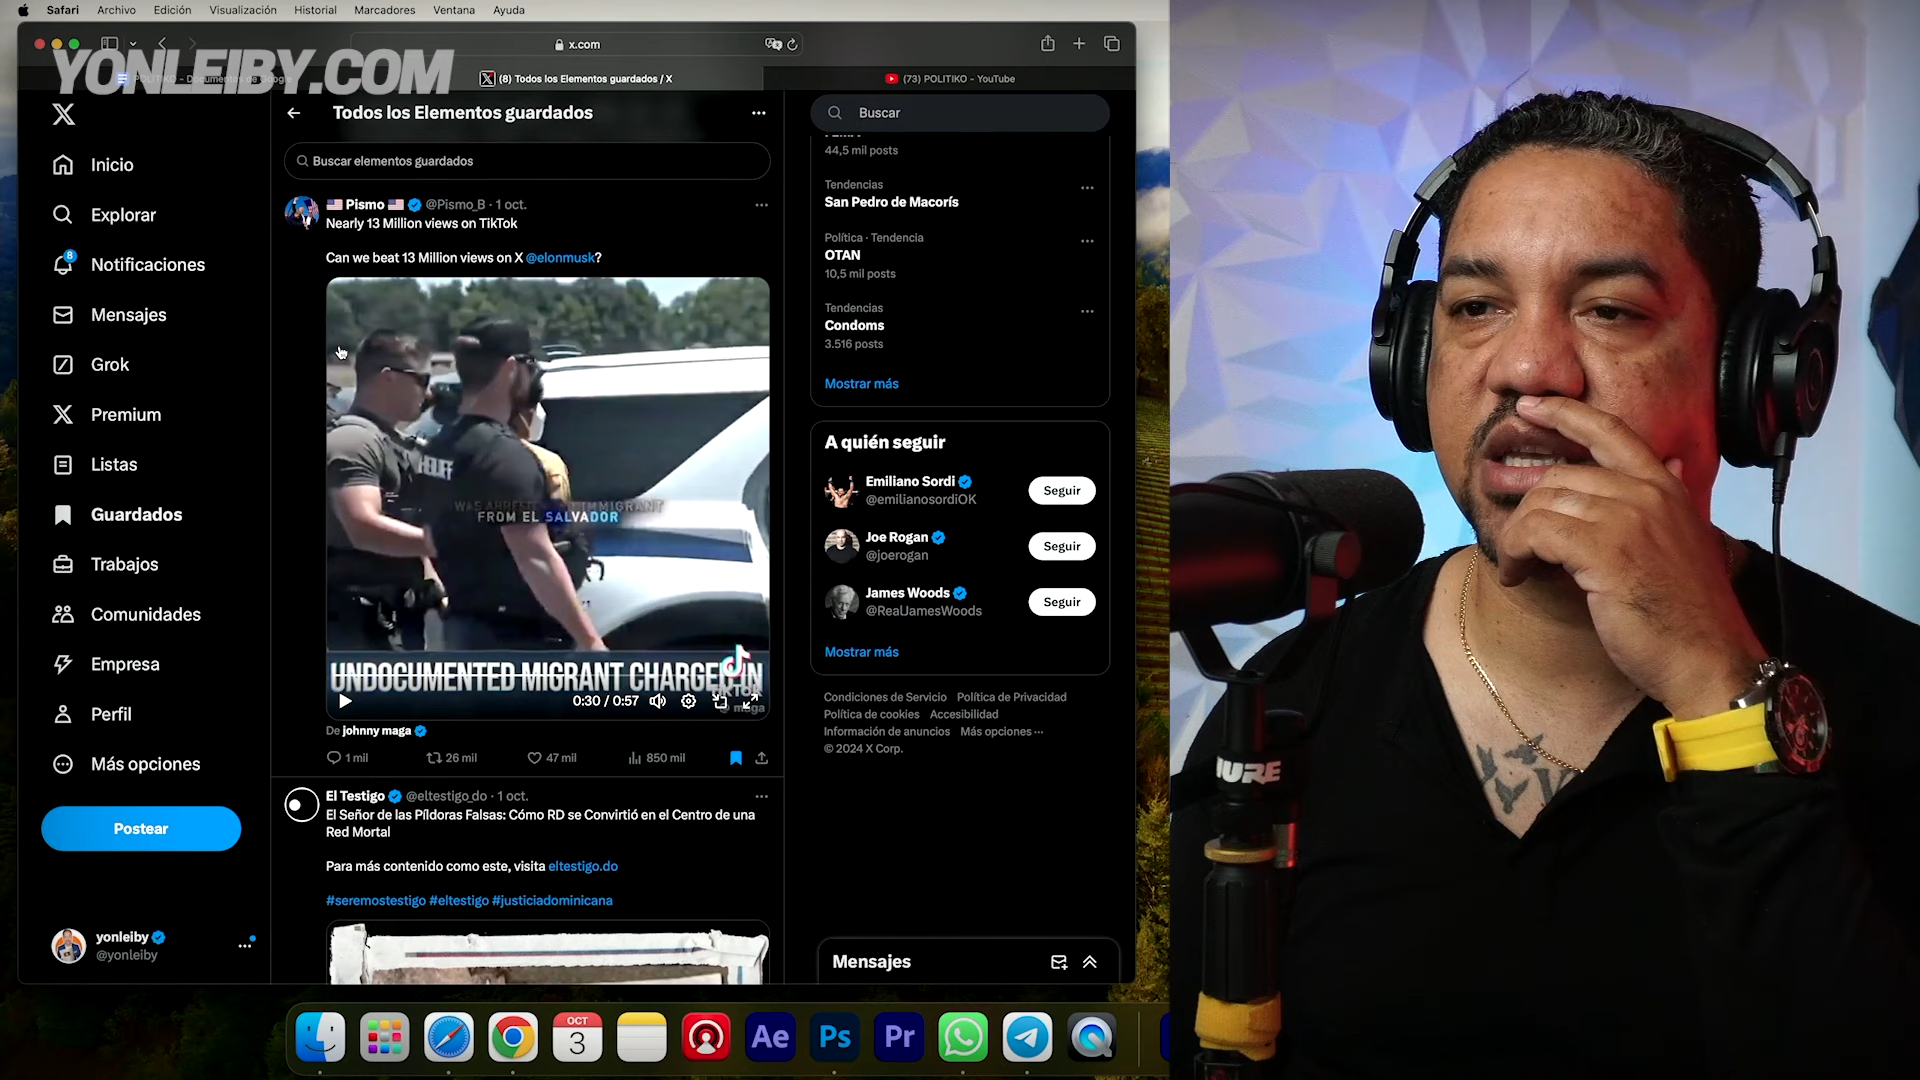 Safari Archivo Edición Visualización Historial Marcadores Ventana Ayuda
x.com
YONLEIBY.COM
(8) Todos los Elementos guardados / X
(73) POLITIKO - YouTube
Todos los Elementos guardados
Buscar elementos guardados
Inicio
Explorar
8
Notificaciones
Mensajes
Grok
Premium
Listas
Guardados
Trabajos
Comunidades
Empresa
Perfil
Más opciones
Postear
yonleiby
@yonleiby
Pismo @Pismo_B · 1 oct.
Nearly 13 Million views on TikTok
Can we beat 13 Million views on X @elonmusk?
WAS ARRESTED IMMIGRANT
FROM EL SALVADOR
UNDOCUMENTED MIGRANT CHARGED IN
0:30 / 0:57
De johnny maga
1 mil 26 mil 47 mil 850 mil
El Testigo @eltestigo_do · 1 oct.
El Señor de las Píldoras Falsas: Cómo RD se Convirtió en el Centro de una
Red Mortal
Para más contenido como este, visita eltestigo.do
#seremostestigo #eltestigo #justiciadominicana
Buscar
44,5 mil posts
Tendencias
San Pedro de Macorís
Política · Tendencia
OTAN
10,5 mil posts
Tendencias
Condoms
3.516 posts
Mostrar más
A quién seguir
Emiliano Sordi
@emilianosordiOK
Seguir
Joe Rogan
@joerogan
Seguir
James Woods
@RealJamesWoods
Seguir
Mostrar más
Condiciones de Servicio Política de Privacidad
Política de cookies Accesibilidad
Información de anuncios Más opciones ···
© 2024 X Corp.
Mensajes
OCT
3
Ae
Ps
Pr